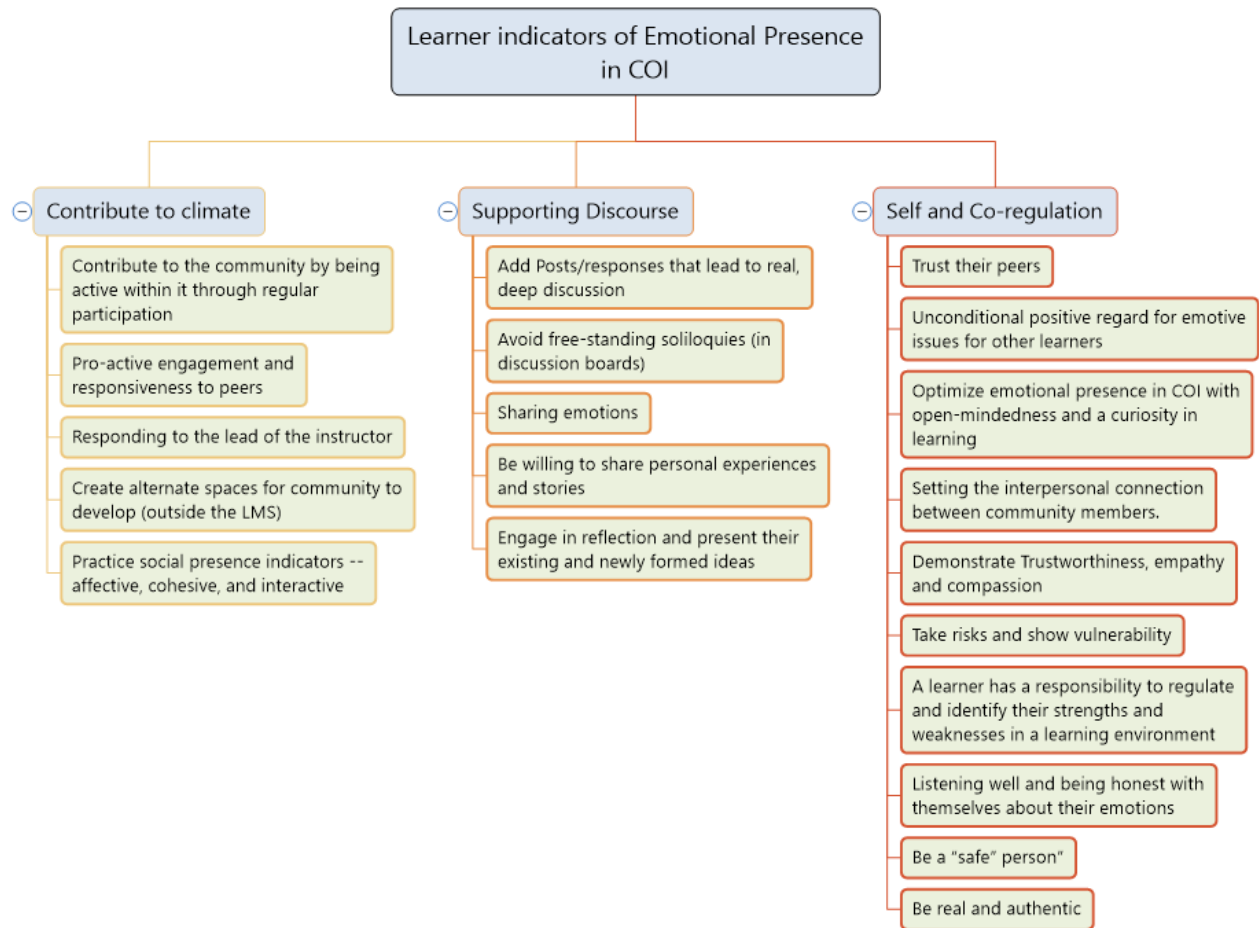 Learner indicators of Emotional Presence
in COI
Contribute to climate
Contribute to the community by being
active within it through regular
participation
Pro-active engagement and
responsiveness to peers
Responding to the lead of the instructor
Create alternate spaces for community to
develop (outside the LMS)
Practice social presence indicators --
affective, cohesive, and interactive
Supporting Discourse
Add Posts/responses that lead to real,
deep discussion
Avoid free-standing soliloquies (in
discussion boards)
Sharing emotions
Be willing to share personal experiences
and stories
Engage in reflection and present their
existing and newly formed ideas
Self and Co-regulation
Trust their peers
Unconditional positive regard for emotive
issues for other learners
Optimize emotional presence in COI with
open-mindedness and a curiosity in
learning
Setting the interpersonal connection
between community members.
Demonstrate Trustworthiness, empathy
and compassion
Take risks and show vulnerability
A learner has a responsibility to regulate
and identify their strengths and
weaknesses in a learning environment
Listening well and being honest with
themselves about their emotions
Be a “safe” person”
Be real and authentic